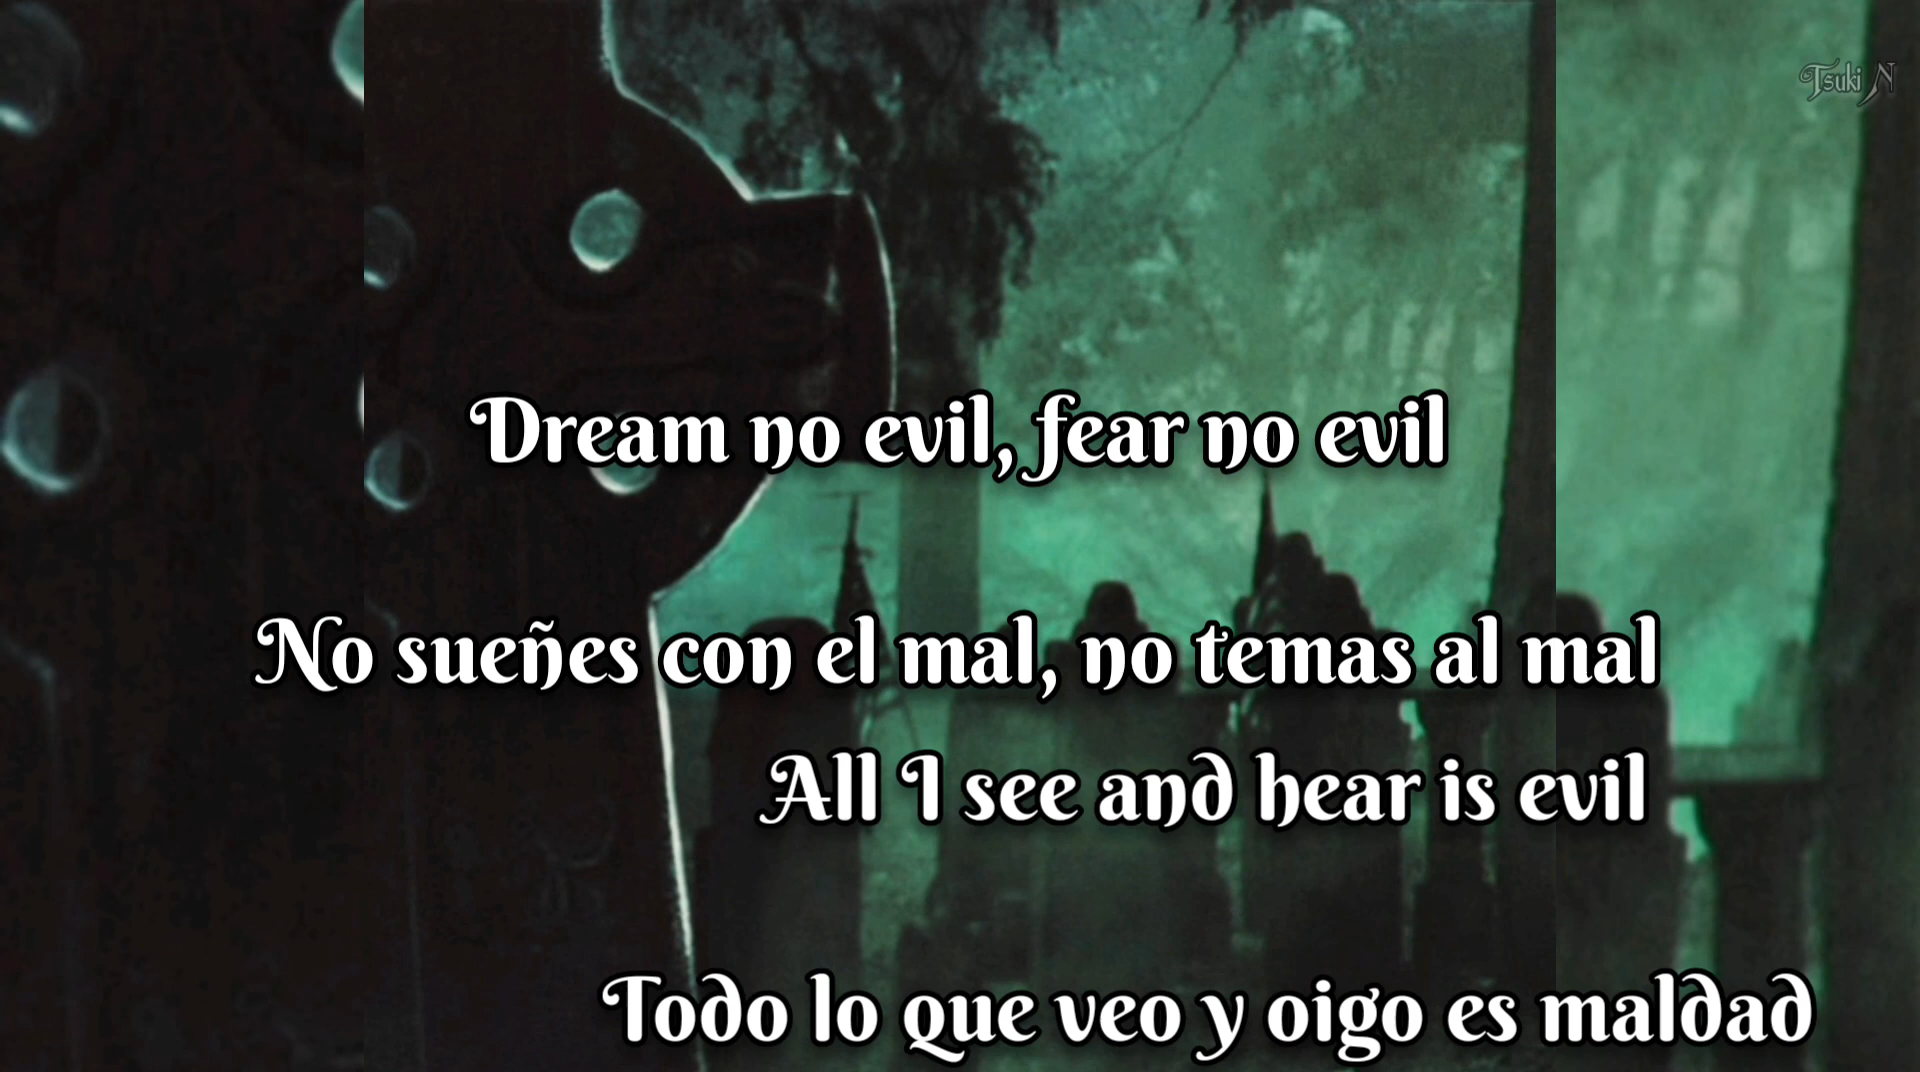 Tsuki N
Dream no evil, fear no evil
No sueñes con el mal, no temas al mal
All I see and hear is evil
Todo lo que veo y oigo es maldad